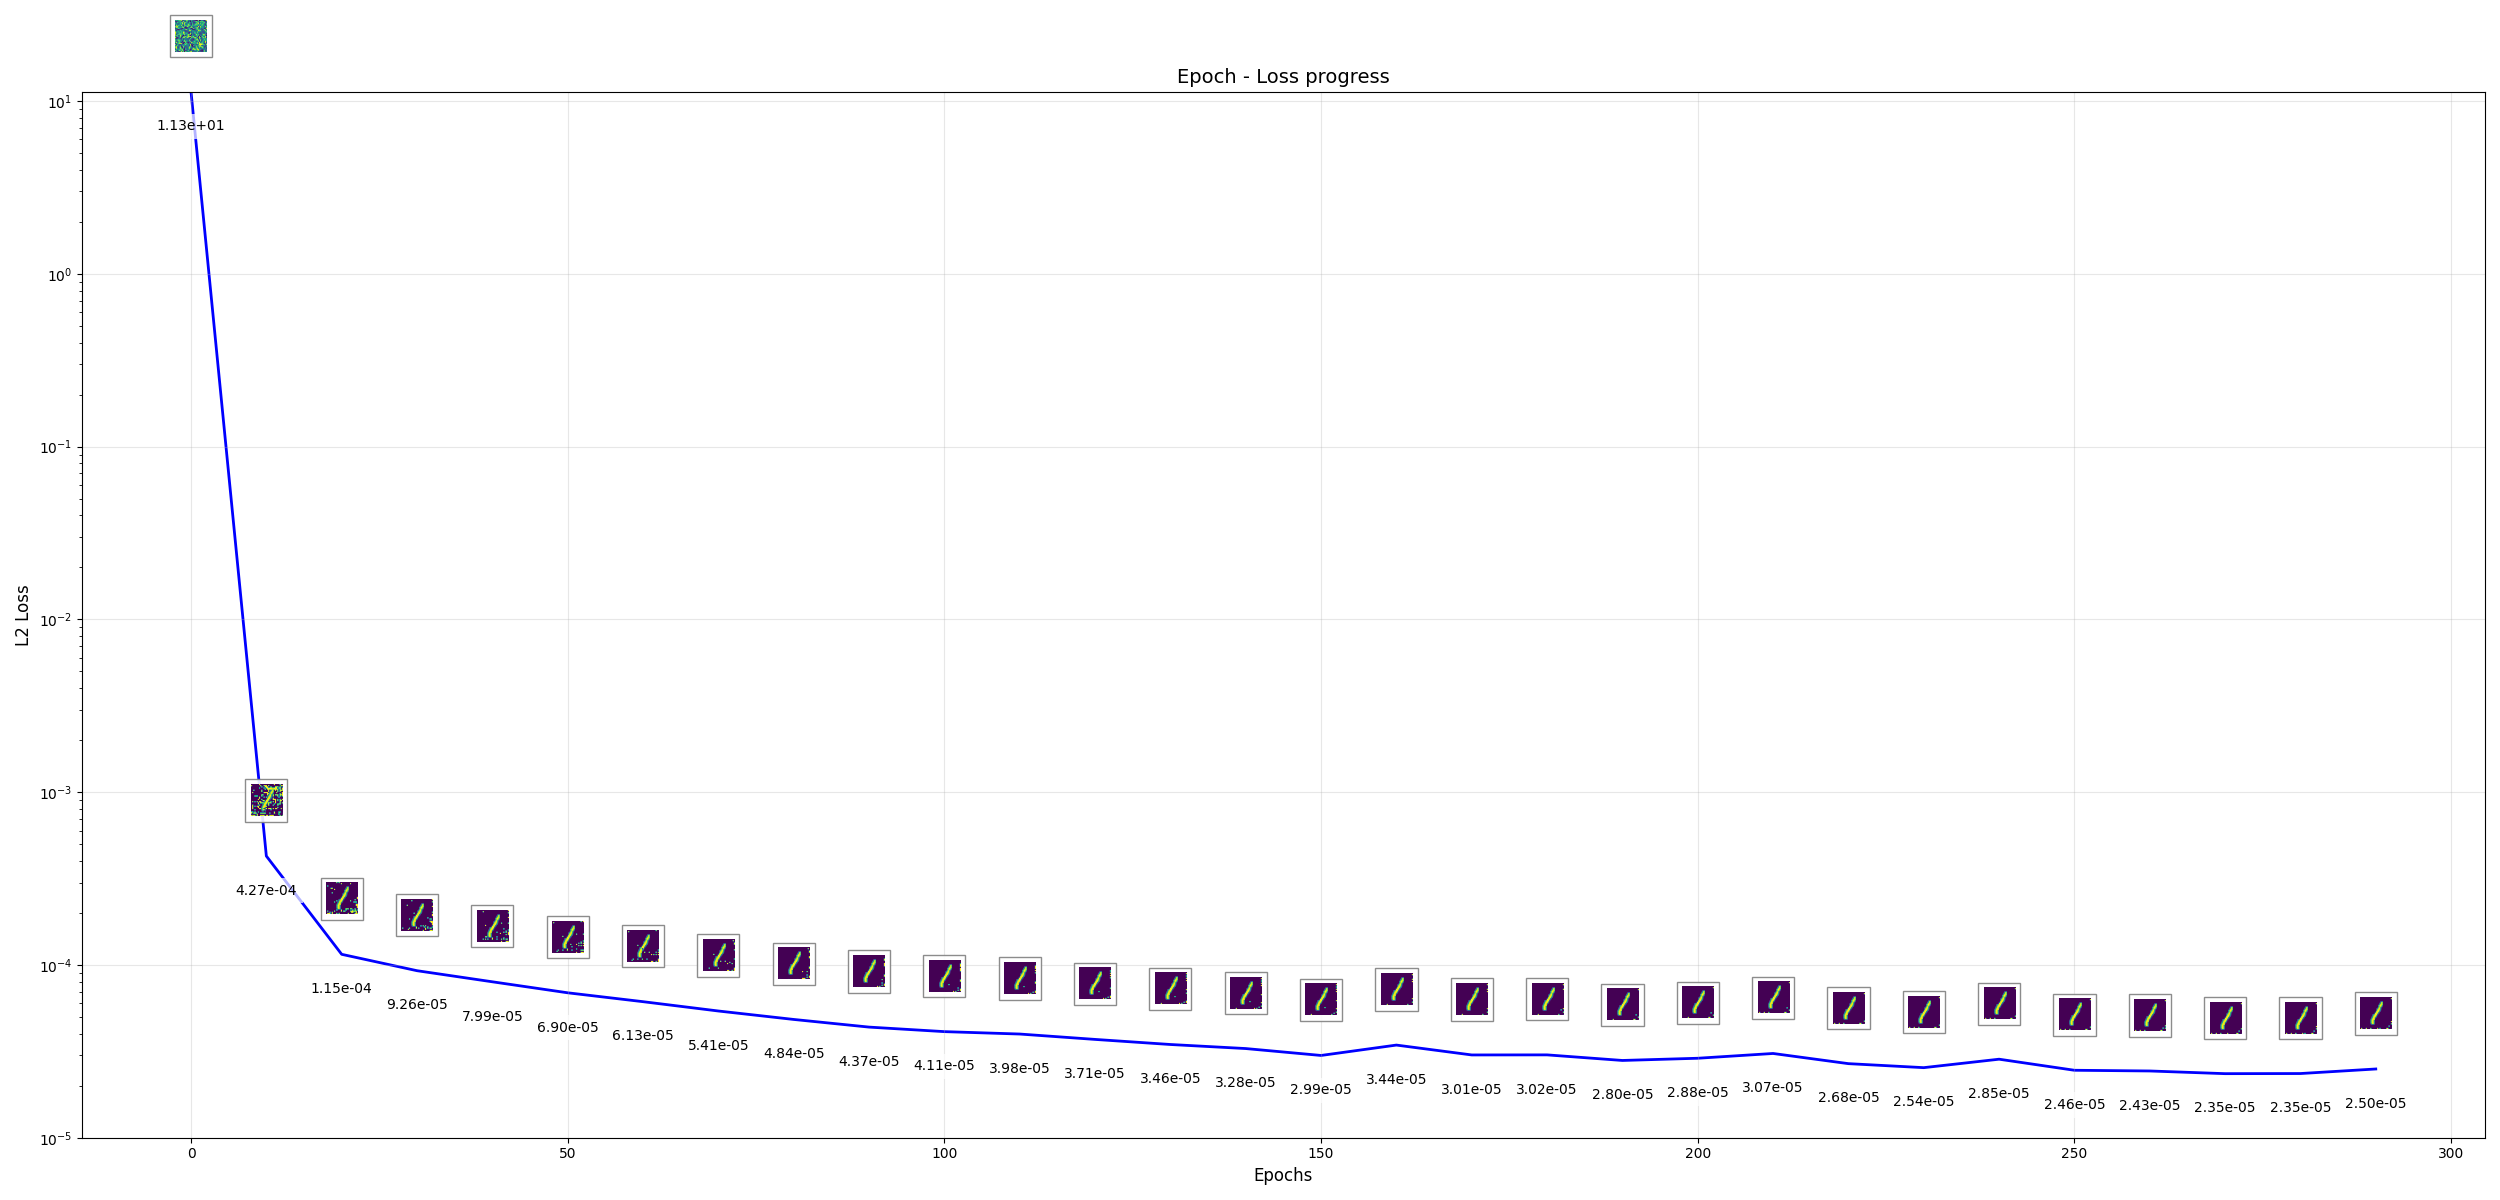 Epoch - Loss progress
10¹
10⁰
10⁻¹
10⁻²
10⁻³
10⁻⁴
10⁻⁵
L2 Loss
1.13e+01
4.27e-04
1.15e-04
9.26e-05
7.99e-05
6.90e-05
6.13e-05
5.41e-05
4.84e-05
4.37e-05
4.11e-05
3.98e-05
3.71e-05
3.46e-05
3.28e-05
2.99e-05
3.44e-05
3.01e-05
3.02e-05
2.80e-05
2.88e-05
3.07e-05
2.68e-05
2.54e-05
2.85e-05
2.46e-05
2.43e-05
2.35e-05
2.35e-05
2.50e-05
0 50 100 150 200 250 300
Epochs